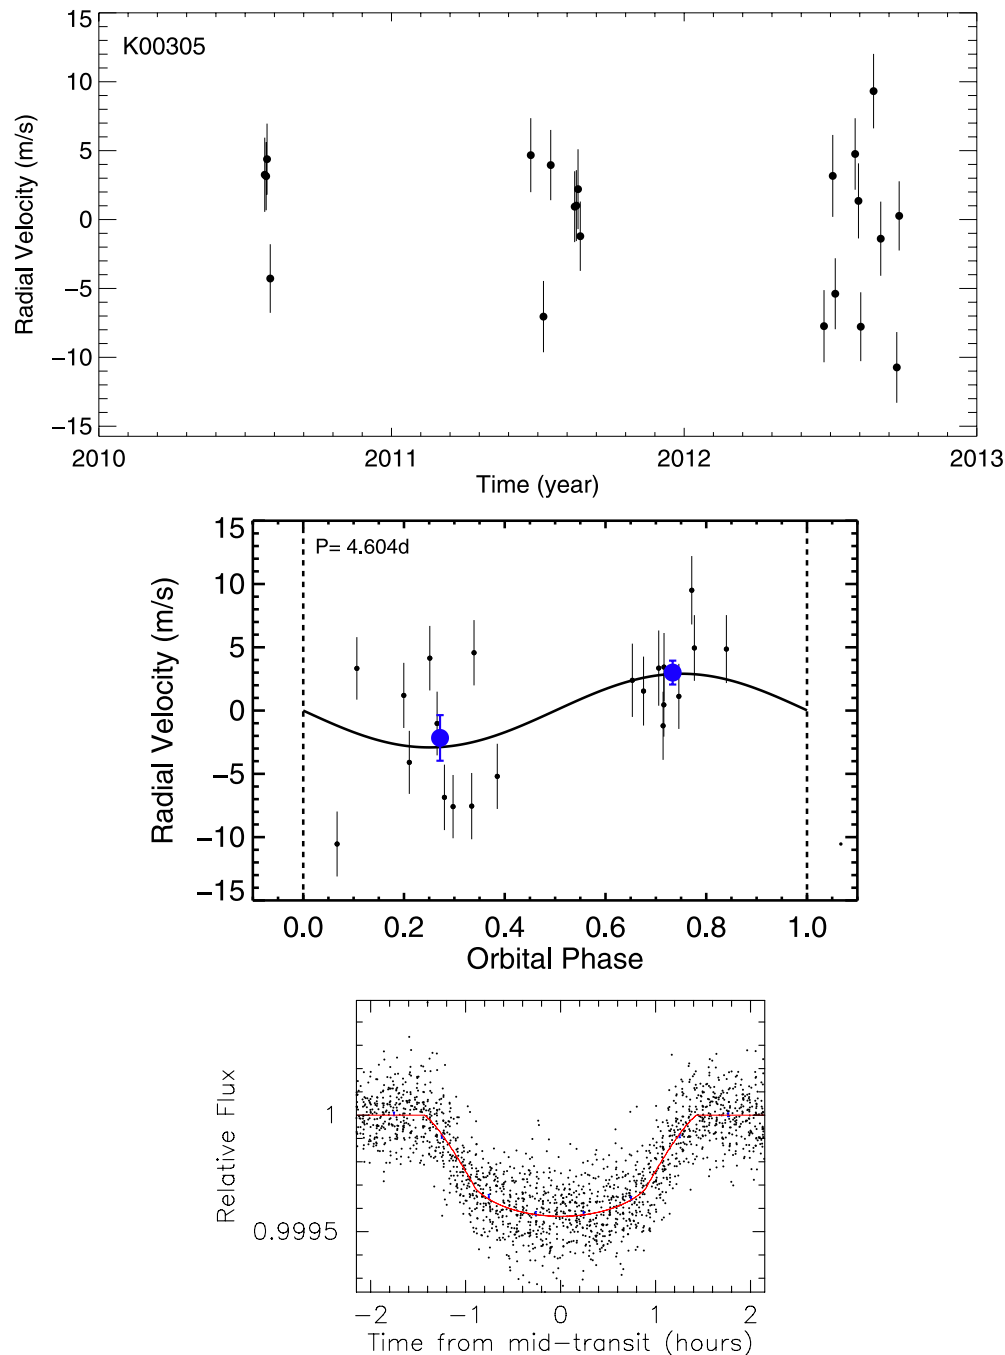 15
K00305
10
5
0
−5
−10
−15
Radial Velocity (m/s)
2010 2011 2012 2013
Time (year)
15
P= 4.604d
10
5
0
−5
−10
−15
Radial Velocity (m/s)
0.0 0.2 0.4 0.6 0.8 1.0
Orbital Phase
1
0.9995
Relative Flux
−2 −1 0 1 2
Time from mid−transit (hours)